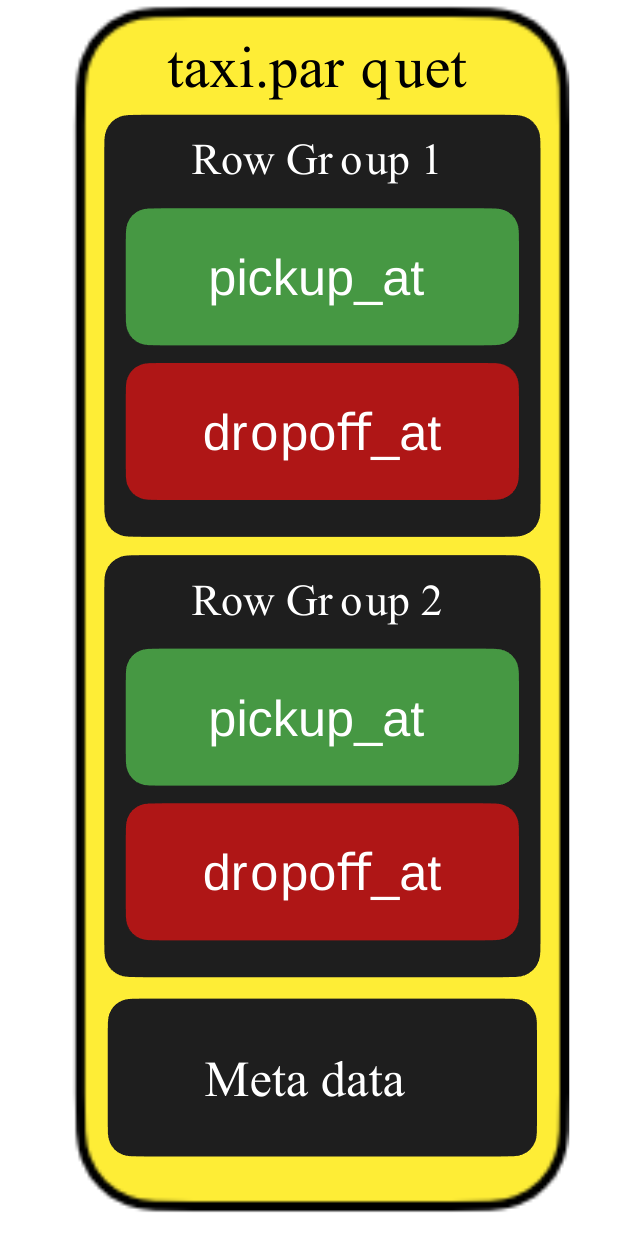 taxi.par quet
Row Gr oup 1
pickup_at
dropoff_at
Row Gr oup 2
pickup_at
dropoff_at
Meta data